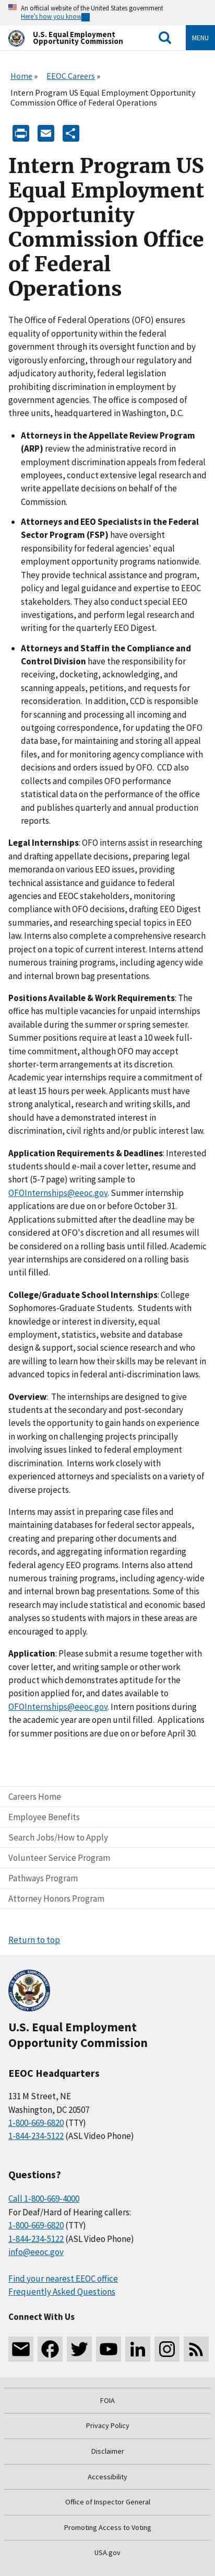 An official website of the United States government
Here's how you know
U.S. Equal Employment
Opportunity Commission
MENU
Home » EEOC Careers »
Intern Program US Equal Employment Opportunity
Commission Office of Federal Operations
Intern Program US
Equal Employment
Opportunity
Commission Office
of Federal
Operations
The Office of Federal Operations (OFO) ensures
equality of opportunity within much of the federal
government through its oversight function and by
vigorously enforcing, through our regulatory and
adjudicatory authority, federal legislation
prohibiting discrimination in employment in
federal agencies. The office is composed of
three units, headquartered in Washington, D.C.
• Attorneys in the Appellate Review Program
(ARP) review the administrative record in
employment discrimination appeals from federal
employees, conduct extensive legal research and
write appellate decisions on behalf of the
Commission.
• Attorneys and EEO Specialists in the Federal
Sector Program (FSP) have oversight
responsibility for federal agencies' equal
employment opportunity programs nationwide.
They provide technical assistance and program,
policy and legal guidance and expertise to EEOC
stakeholders. They also conduct special EEO
investigations, and perform legal research and
writing for the quarterly EEO Digest.
• Attorneys and Staff in the Compliance and
Control Division have the responsibility for
receiving, docketing, acknowledging, and
scanning appeals, petitions, and requests for
reconsideration.  In addition, CCD is responsible
for scanning and processing all incoming and
outgoing correspondence, for updating the OFO
data base, for maintaining and storing all appeal
files, and for monitoring agency compliance with
decisions and orders issued by OFO.  CCD also
collects and compiles OFO performance
statistical data on the performance of the office
and publishes quarterly and annual production
reports.
Legal Internships: OFO interns assist in researching
and drafting appellate decisions, preparing legal
memoranda on various EEO issues, providing
technical assistance and guidance to federal
agencies and EEOC stakeholders, monitoring
compliance with OFO decisions, drafting EEO Digest
summaries, and researching special topics in EEO
law. Interns also complete a comprehensive research
project on a topic of current interest. Interns attend
numerous training programs, including agency-wide
and internal brown bag presentations.
Positions Available & Work Requirements: The
office has multiple vacancies for unpaid interns
available during the summer or spring semester.
Summer positions require at least a 10 week full-
time commitment, although OFO may accept
shorter-term arrangements at its discretion.
Academic year internships require a commitment of
at least 15 hours per week. Always should have
strong analytical, research and writing skills, and
should have a demonstrated interest in
discrimination, civil rights and/or public interest law.
Application Requirements & Deadlines: Interested
students should e-mail a cover letter, resume and
short (5-7 page) writing sample to
OFOInternships@eeoc.gov. Summer internship
applications are due on or before October 31.
Applications submitted after the deadline may be
considered at OFO's discretion and all offers will be
considered on a rolling basis until filled. Academic
year interns will be considered on a rolling basis
until filled.
College/Graduate School Internships: College
Sophomores-Graduate Students.  Students with
knowledge of or interest in diversity, equal
employment, statistics, website and database
design & support, social science research and who
are willing to learn how their skills may benefit and
advance topics related to anti-discrimination laws.
Overview:  The internships are designed to give
students at the secondary and post-secondary
levels the opportunity to gain hands on experience
in working on challenging projects principally
involving issues related to employment
discrimination.  Interns work closely with
experienced professionals on a variety of subject
specific projects.
Interns may assist in preparing case files and
maintaining databases for federal sector appeals,
creating and proposing employment discrimination
training or analyzing and reporting on federal
agency federal EEO programs. Interns also attend
numerous training programs, including agency-wide
and internal brown bag presentations. Some of this
research and economic statistical and model based
analyses so students with majors in these areas are
encouraged to apply.
Application: Please submit a resume together with
cover letter, and writing sample or other work
product which demonstrates aptitude for the
position applied for, and dates available to
OFOInternships@eeoc.gov. Intern positions during
the academic year are open until filled.  Applications
for summer positions are due on or before April 30.
Careers Home
Employee Benefits
Search Jobs/How to Apply
Volunteer Service Program
Pathways Program
Attorney Honors Program
Return to top
U.S. Equal Employment
Opportunity Commission
EEOC Headquarters
131 M Street, NE
Washington, DC 20507
1-800-669-6820 (TTY)
1-844-234-5122 (ASL Video Phone)
Questions?
Call 1-800-669-4000
For Deaf/Hard of Hearing callers:
1-800-669-6820 (TTY)
1-844-234-5122 (ASL Video Phone)
info@eeoc.gov
Find your nearest EEOC office
Frequently Asked Questions
Connect With Us
FOIA
Privacy Policy
Disclaimer
Accessibility
Office of Inspector General
Promoting Access to Voting
USA.gov